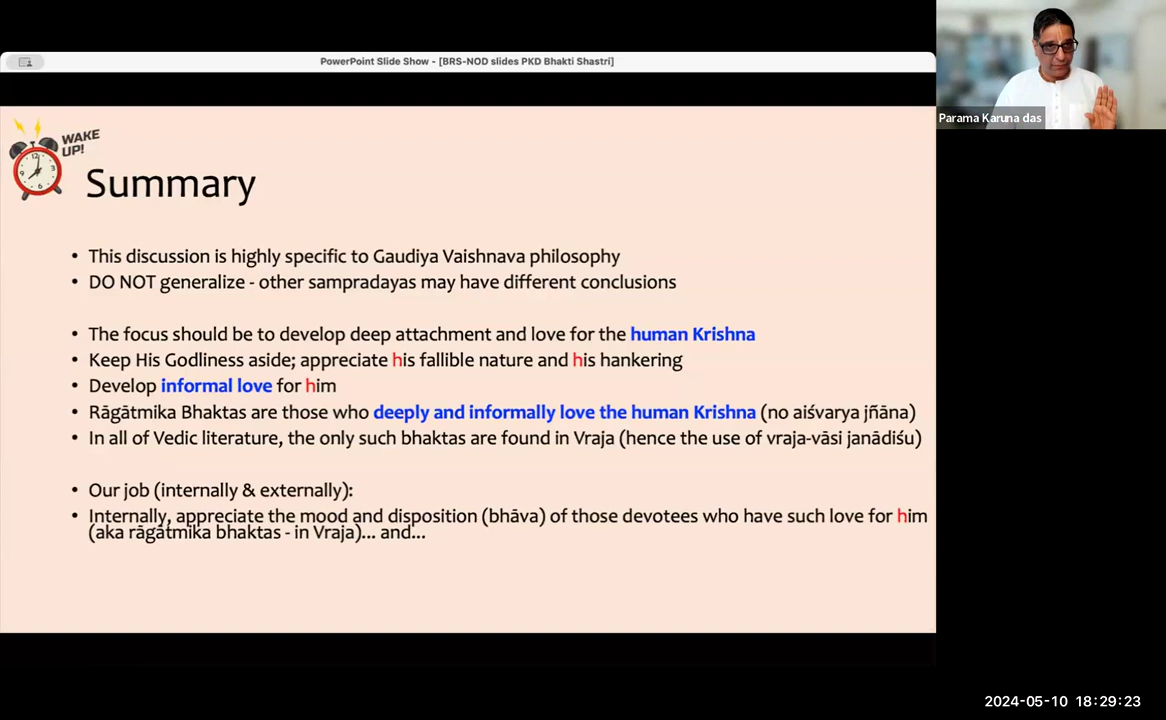 PowerPoint Slide Show - [BRS-NOD slides PKD Bhakti Shastri]
Parama Karuna das
WAKE
UP!
Summary
• This discussion is highly specific to Gaudiya Vaishnava philosophy
• DO NOT generalize - other sampradayas may have different conclusions
• The focus should be to develop deep attachment and love for the human Krishna
• Keep His Godliness aside; appreciate his fallible nature and his hankering
• Develop informal love for him
• Rāgātmika Bhaktas are those who deeply and informally love the human Krishna (no aiśvarya jñāna)
• In all of Vedic literature, the only such bhaktas are found in Vraja (hence the use of vraja-vāsi janādiśu)
• Our job (internally & externally):
• Internally, appreciate the mood and disposition (bhāva) of those devotees who have such love for him
(aka rāgātmika bhaktas - in Vraja)... and...
2024-05-10 18:29:23